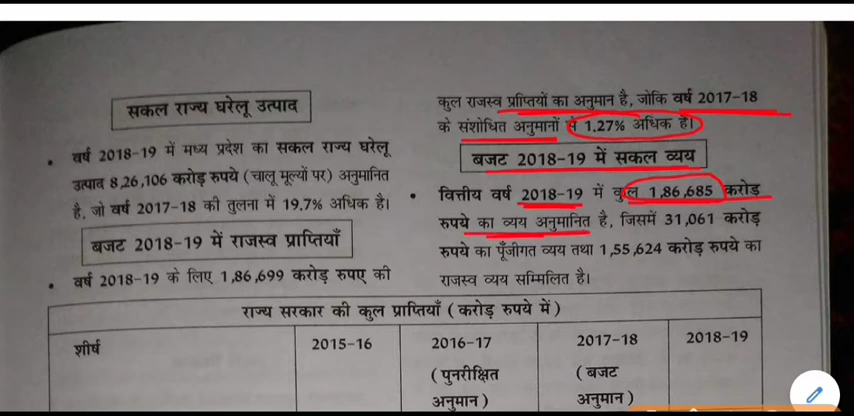 सकल राज्य घरेलू उत्पाद
• वर्ष 2018-19 में मध्य प्रदेश का सकल राज्य घरेलू
उत्पाद 8,26,106 करोड़ रुपये (चालू मूल्यों पर) अनुमानित
है, जो वर्ष 2017-18 की तुलना में 19.7% अधिक है।
बजट 2018-19 में राजस्व प्राप्तियाँ
• वर्ष 2018-19 के लिए 1,86,699 करोड़ रुपए की
कुल राजस्व प्राप्तियों का अनुमान है, जोकि वर्ष 2017-18
के संशोधित अनुमानों से 1.27% अधिक है।
बजट 2018-19 में सकल व्यय
• वित्तीय वर्ष 2018-19 में कुल 1,86,685 करोड़
रुपये का व्यय अनुमानित है, जिसमें 31,061 करोड़
रुपये का पूँजीगत व्यय तथा 1,55,624 करोड़ रुपये का
राजस्व व्यय सम्मिलित है।
राज्य सरकार की कुल प्राप्तियाँ (करोड़ रुपये में)
शीर्ष 2015-16 2016-17 2017-18 2018-19
(पुनरीक्षित (बजट
अनुमान) अनुमान)